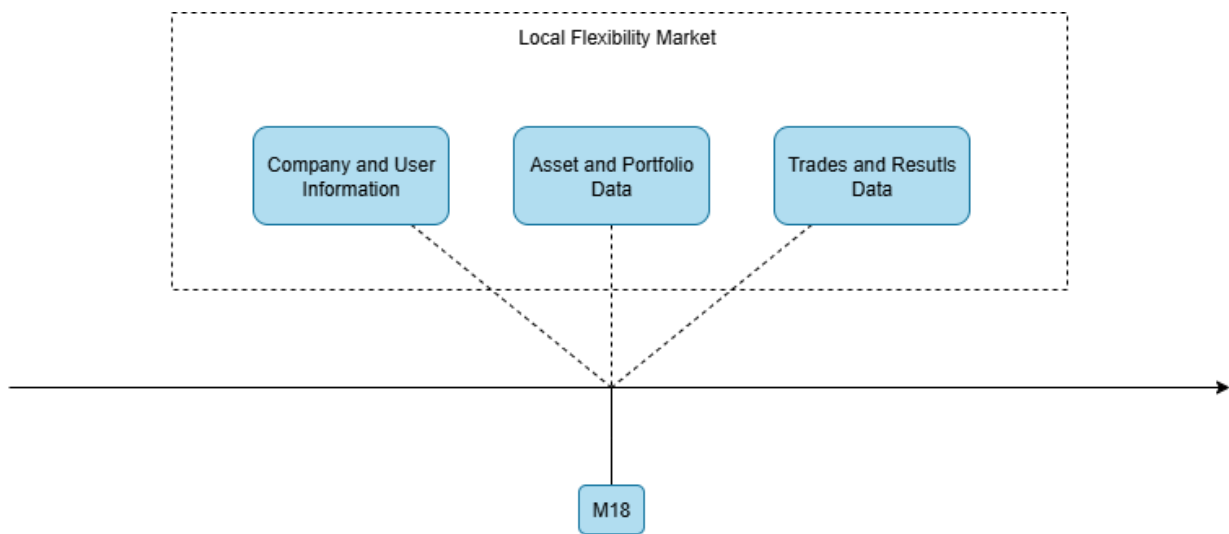 Local Flexibility Market
Company and User
Information
Asset and Portfolio
Data
Trades and Resutls
Data
M18